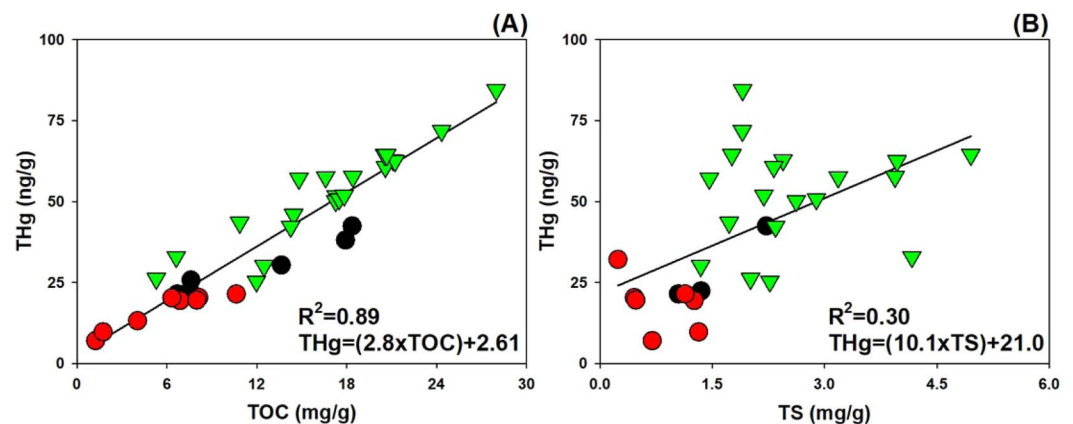 (A)
100
75
50
25
0
THg (ng/g)
R²=0.89
THg=(2.8xTOC)+2.61
0 6 12 18 24 30
TOC (mg/g)
(B)
100
75
50
25
0
THg (ng/g)
R²=0.30
THg=(10.1xTS)+21.0
0.0 1.5 3.0 4.5 6.0
TS (mg/g)